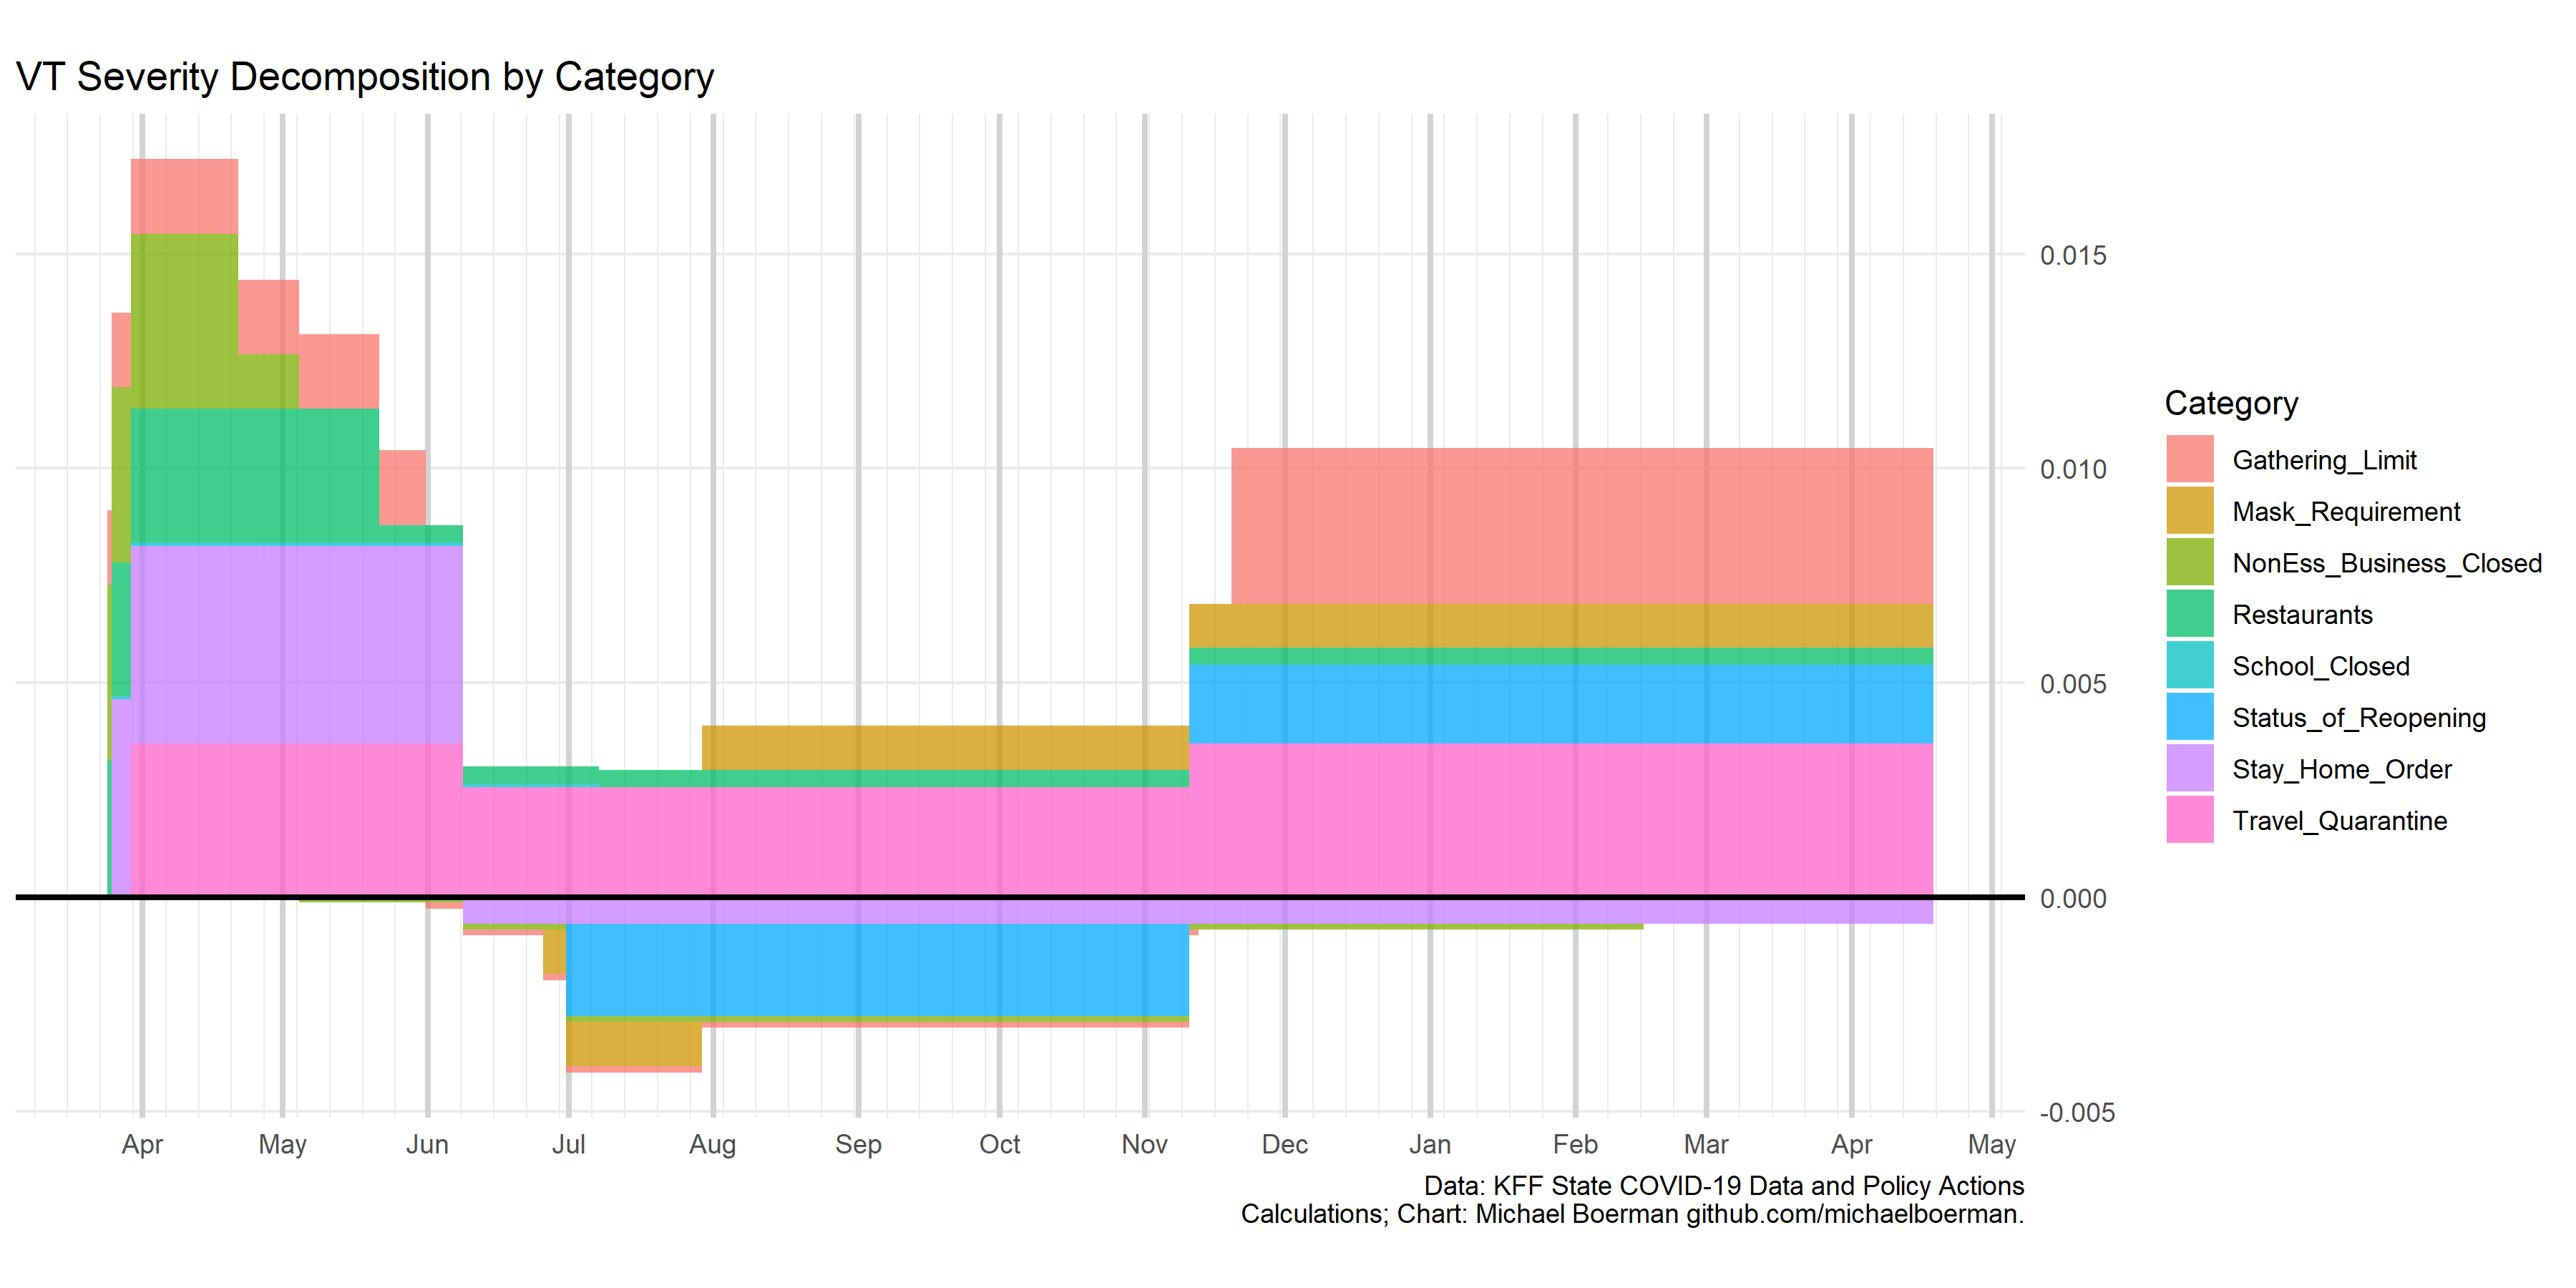 VT Severity Decomposition by Category
0.015
0.010
0.005
0.000
-0.005
Apr May Jun Jul Aug Sep Oct Nov Dec Jan Feb Mar Apr May
Category
Gathering_Limit
Mask_Requirement
NonEss_Business_Closed
Restaurants
School_Closed
Status_of_Reopening
Stay_Home_Order
Travel_Quarantine
Data: KFF State COVID-19 Data and Policy Actions
Calculations; Chart: Michael Boerman github.com/michaelboerman.